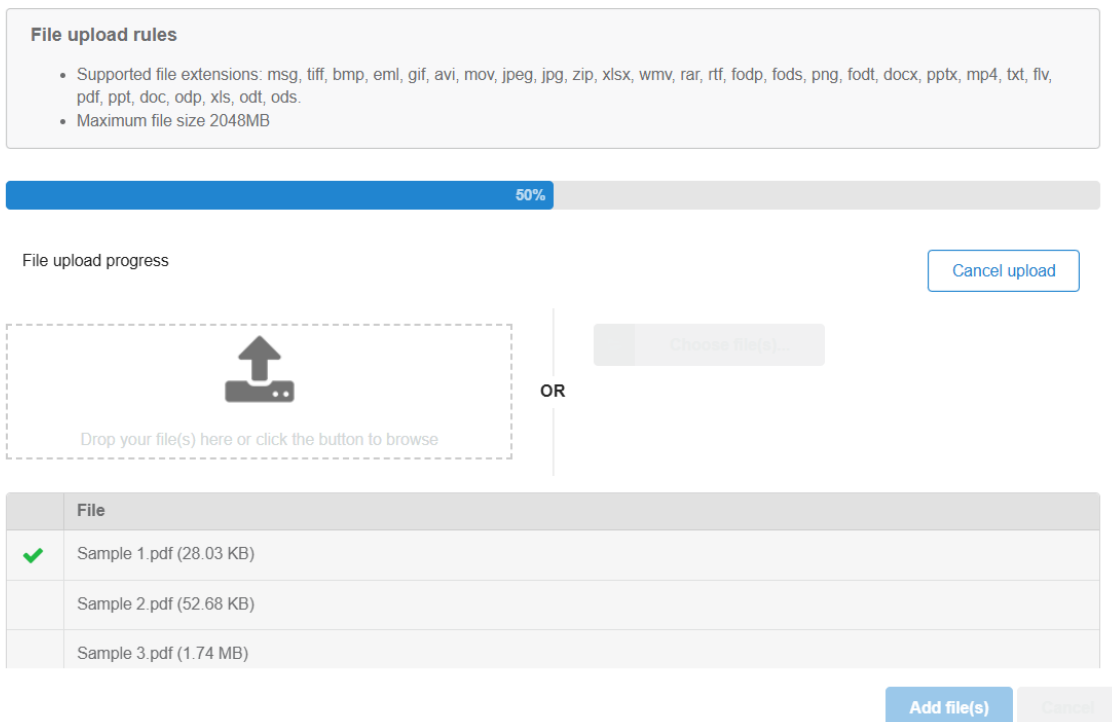 File upload rules
• Supported file extensions: msg, tiff, bmp, eml, gif, avi, mov, jpeg, jpg, zip, xlsx, wmv, rar, rtf, fodp, fods, png, fodt, docx, pptx, mp4, txt, flv,
pdf, ppt, doc, odp, xls, odt, ods.
• Maximum file size 2048MB
50%
File upload progress
Cancel upload
Choose file(s)...
Drop your file(s) here or click the button to browse
OR
File
Sample 1.pdf (28.03 KB)
Sample 2.pdf (52.68 KB)
Sample 3.pdf (1.74 MB)
Add file(s)
Cancel